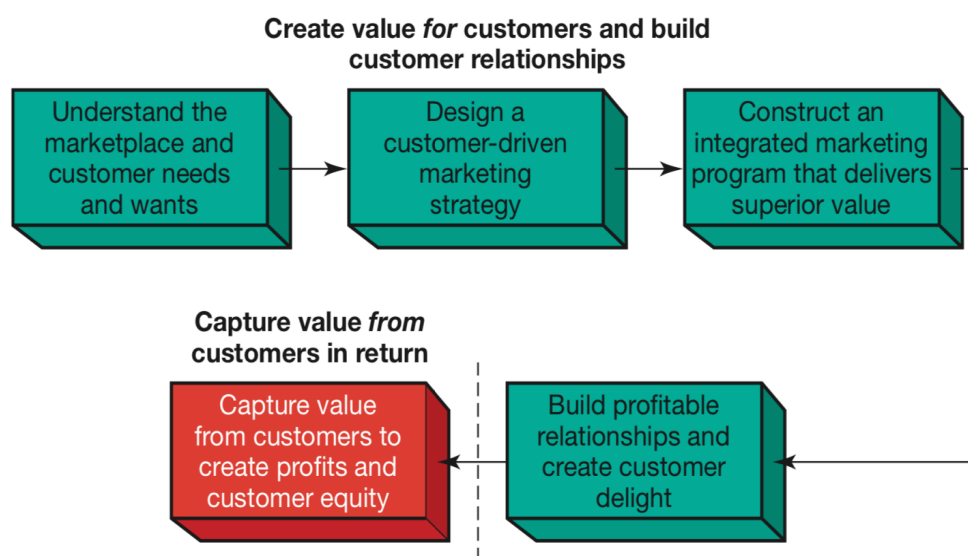 Create value for customers and build
customer relationships
Understand the
marketplace and
customer needs
and wants
Design a
customer-driven
marketing
strategy
Construct an
integrated marketing
program that delivers
superior value
Capture value from
customers in return
Capture value
from customers to
create profits and
customer equity
Build profitable
relationships and
create customer
delight